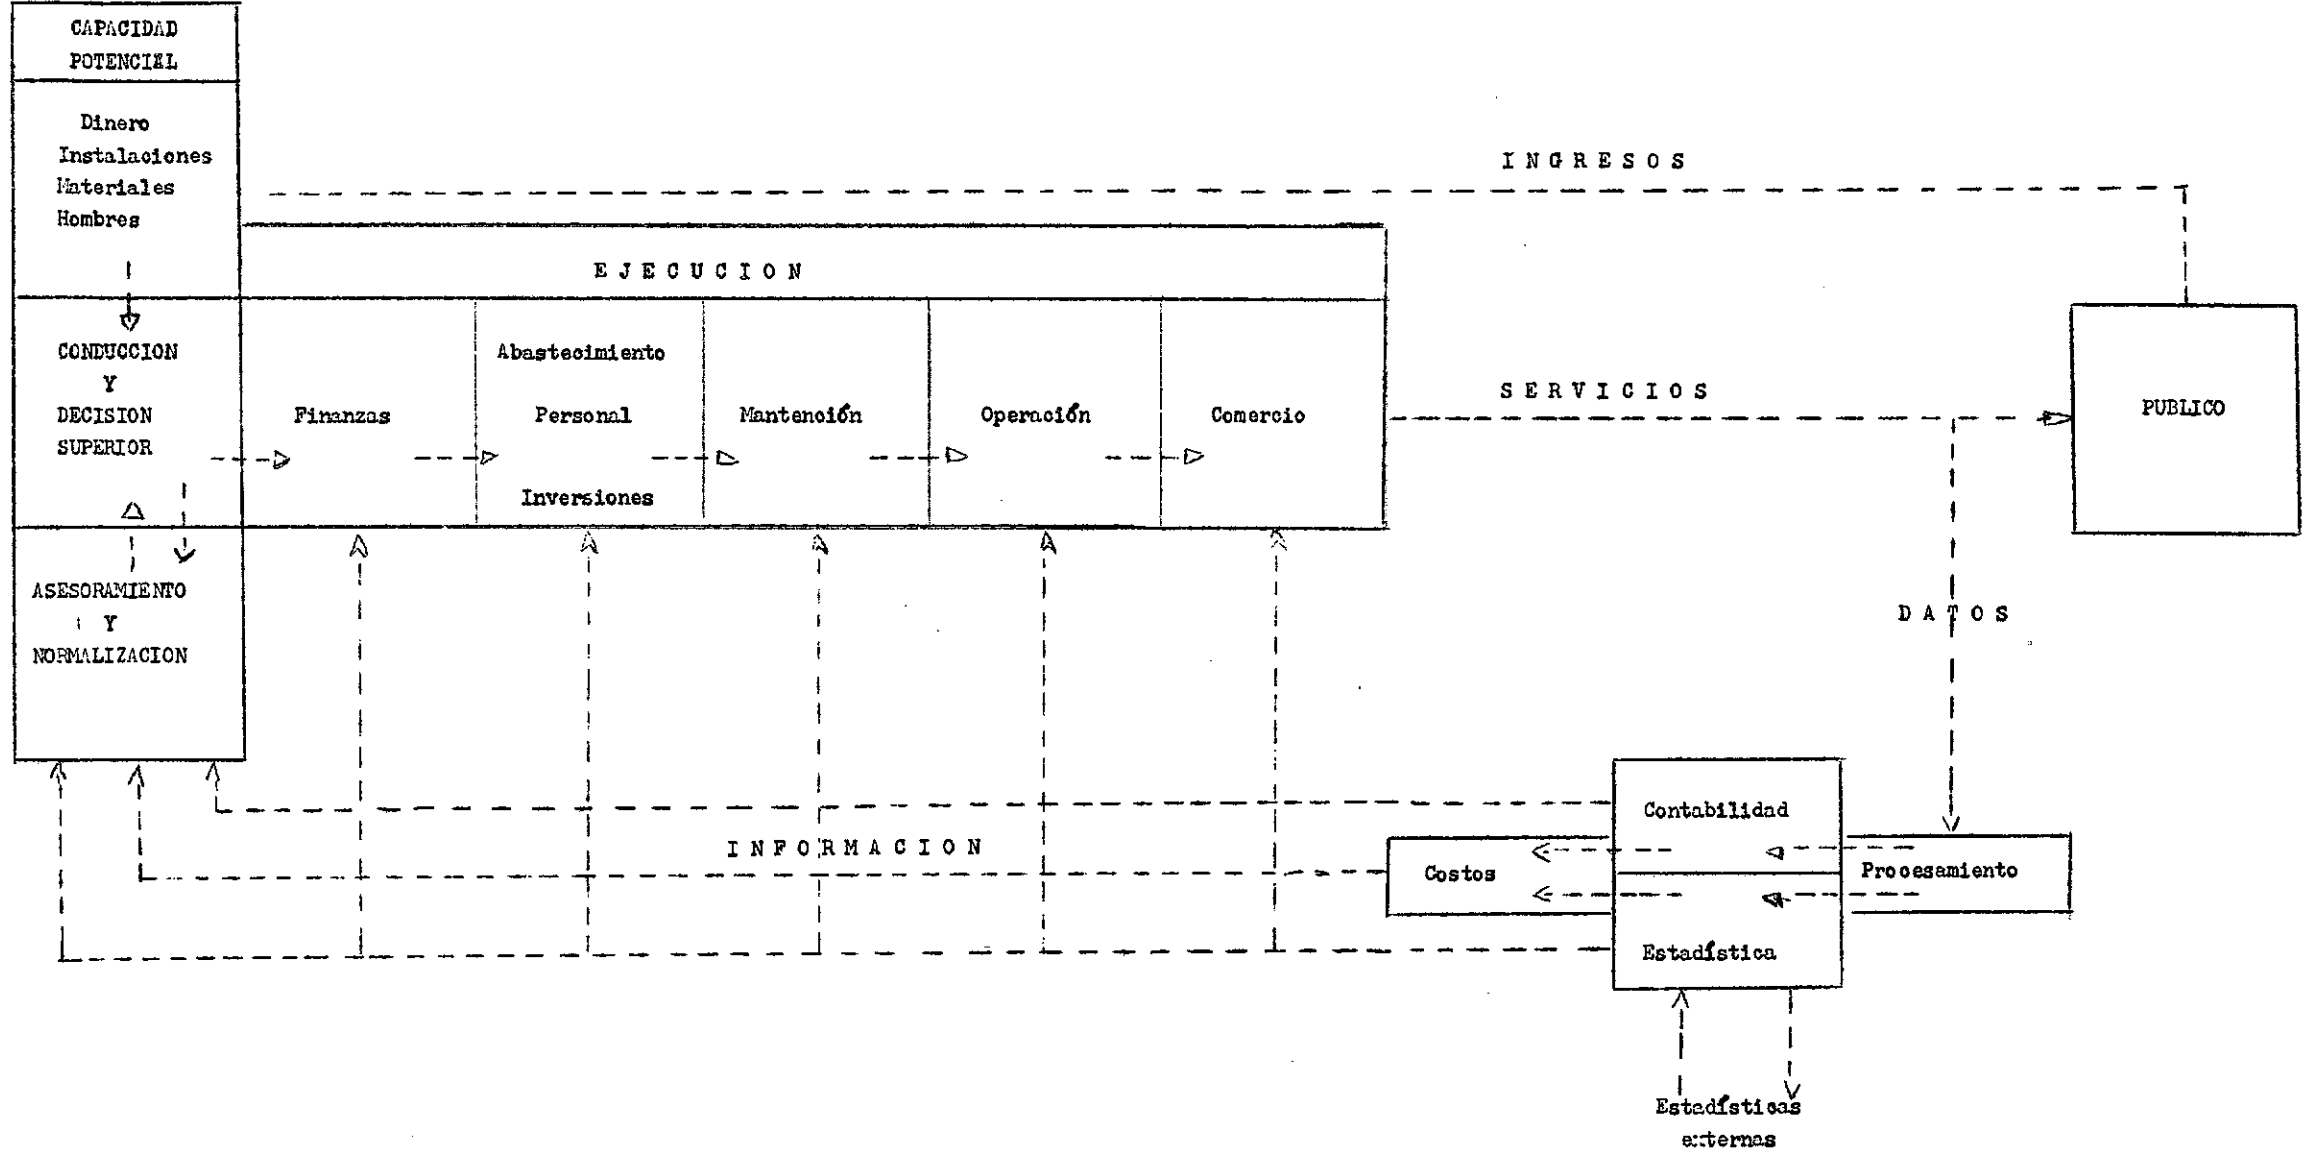 CAPACIDAD
POTENCIAL
Dinero
Instalaciones
Materiales
Hombres
INGRESOS
EJECUCION
CONDUCCION
Y
DECISION
SUPERIOR
Finanzas
Abastecimiento
Personal
Inversiones
Mantención
Operación
Comercio
SERVICIOS
PUBLICO
ASESORAMIENTO
Y
NORMALIZACION
DATOS
INFORMACION
Contabilidad
Costos
Procesamiento
Estadística
Estadísticas
externas